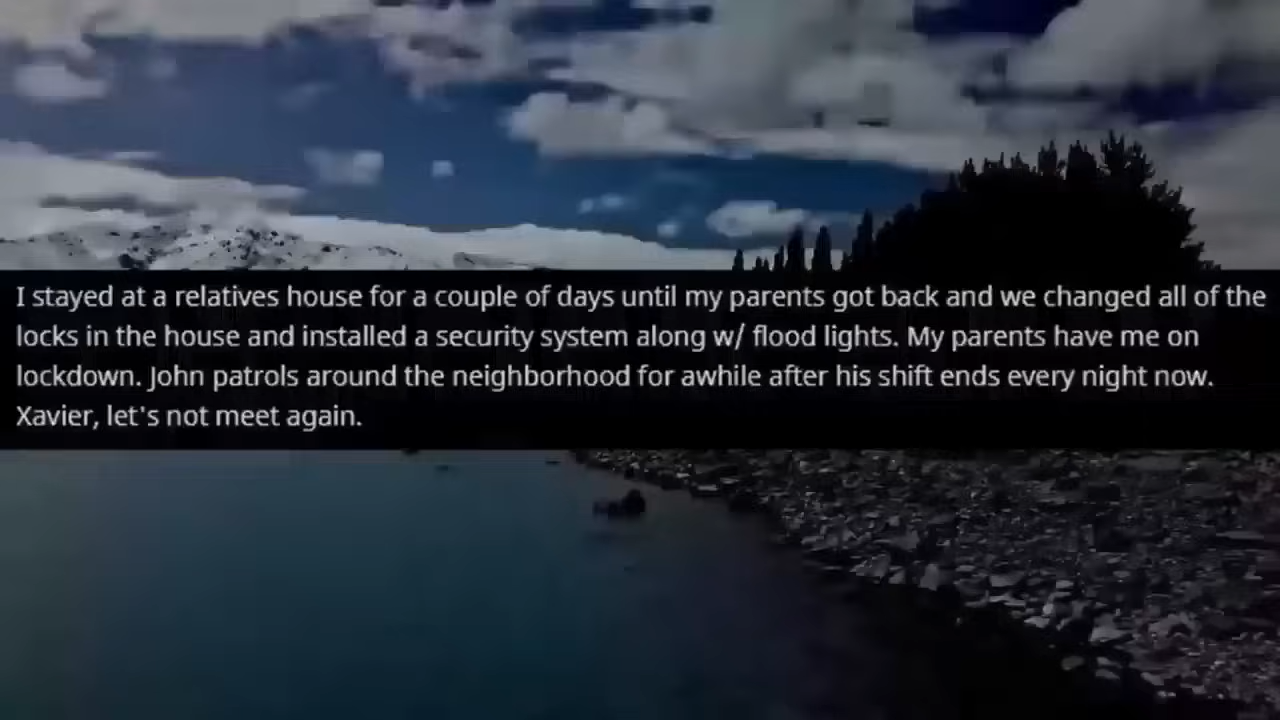 I stayed at a relatives house for a couple of days until my parents got back and we changed all of the
locks in the house and installed a security system along w/ flood lights. My parents have me on
lockdown. John patrols around the neighborhood for awhile after his shift ends every night now.
Xavier, let's not meet again.